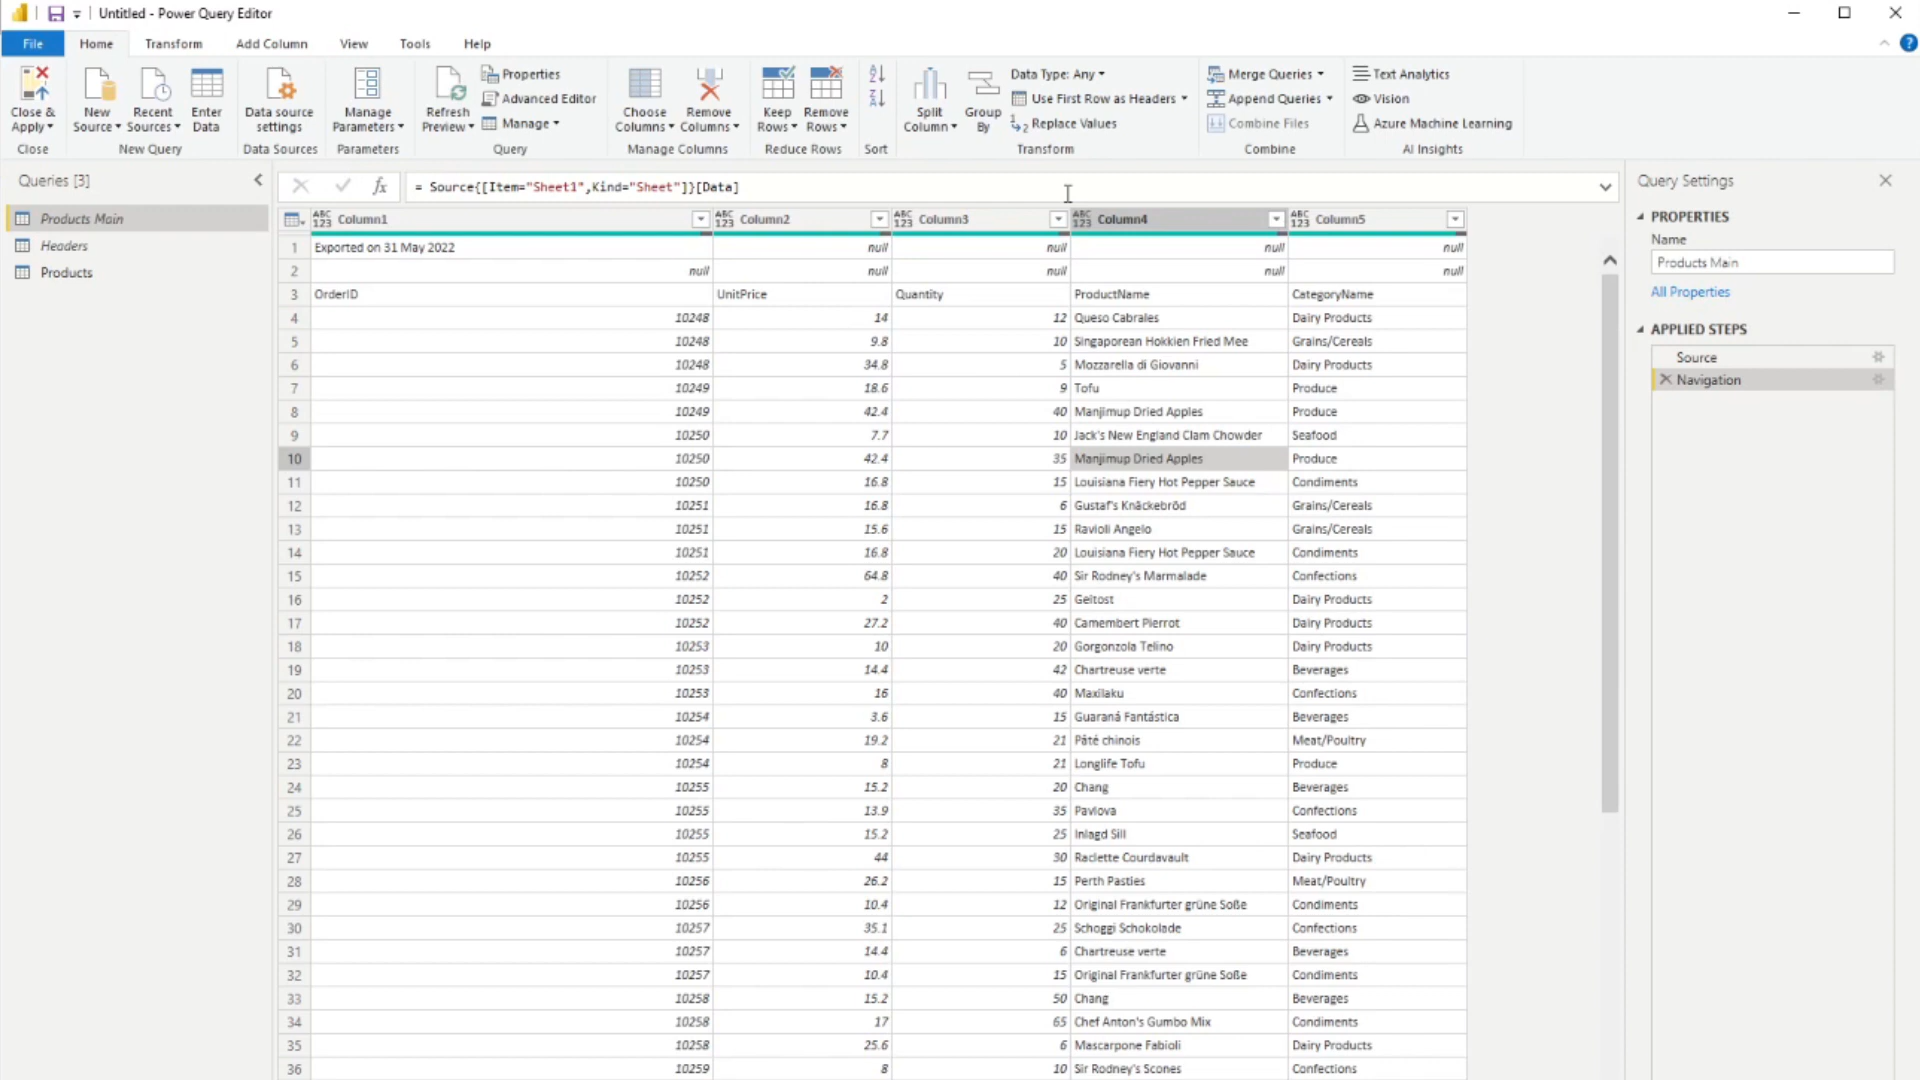 Untitled - Power Query Editor
File Home Transform Add Column View Tools Help
Close & Apply New Source Recent Sources Enter Data Data source settings Manage Parameters Refresh Preview Properties Advanced Editor Manage Choose Columns Remove Columns Keep Rows Remove Rows Split Column Group By Data Type: Any Use First Row as Headers Replace Values Merge Queries Append Queries Combine Files Text Analytics Vision Azure Machine Learning
Close New Query Data Sources Parameters Query Manage Columns Reduce Rows Sort Transform Combine AI Insights
Queries [3]
Products Main
Headers
Products
fx = Source{[Item="Sheet1",Kind="Sheet"]}[Data]
ABC 123 Column1 ABC 123 Column2 ABC 123 Column3 ABC 123 Column4 ABC 123 Column5
1 Exported on 31 May 2022 null null null null
2 null null null null null
3 OrderID UnitPrice Quantity ProductName CategoryName
4 10248 14 12 Queso Cabrales Dairy Products
5 10248 9.8 10 Singaporean Hokkien Fried Mee Grains/Cereals
6 10248 34.8 5 Mozzarella di Giovanni Dairy Products
7 10249 18.6 9 Tofu Produce
8 10249 42.4 40 Manjimup Dried Apples Produce
9 10250 7.7 10 Jack's New England Clam Chowder Seafood
10 10250 42.4 35 Manjimup Dried Apples Produce
11 10250 16.8 15 Louisiana Fiery Hot Pepper Sauce Condiments
12 10251 16.8 6 Gustaf's Knäckebröd Grains/Cereals
13 10251 15.6 15 Ravioli Angelo Grains/Cereals
14 10251 16.8 20 Louisiana Fiery Hot Pepper Sauce Condiments
15 10252 64.8 40 Sir Rodney's Marmalade Confections
16 10252 2 25 Geitost Dairy Products
17 10252 27.2 40 Camembert Pierrot Dairy Products
18 10253 10 20 Gorgonzola Telino Dairy Products
19 10253 14.4 42 Chartreuse verte Beverages
20 10253 16 40 Maxilaku Confections
21 10254 3.6 15 Guaraná Fantástica Beverages
22 10254 19.2 21 Pâté chinois Meat/Poultry
23 10254 8 21 Longlife Tofu Produce
24 10255 15.2 20 Chang Beverages
25 10255 13.9 35 Pavlova Confections
26 10255 15.2 25 Inlagd Sill Seafood
27 10255 44 30 Raclette Courdavault Dairy Products
28 10256 26.2 15 Perth Pasties Meat/Poultry
29 10256 10.4 12 Original Frankfurter grüne Soße Condiments
30 10257 35.1 25 Schoggi Schokolade Confections
31 10257 14.4 6 Chartreuse verte Beverages
32 10257 10.4 15 Original Frankfurter grüne Soße Condiments
33 10258 15.2 50 Chang Beverages
34 10258 17 65 Chef Anton's Gumbo Mix Condiments
35 10258 25.6 6 Mascarpone Fabioli Dairy Products
36 10259 8 10 Sir Rodney's Scones Confections
Query Settings
PROPERTIES
Name
Products Main
All Properties
APPLIED STEPS
Source
Navigation